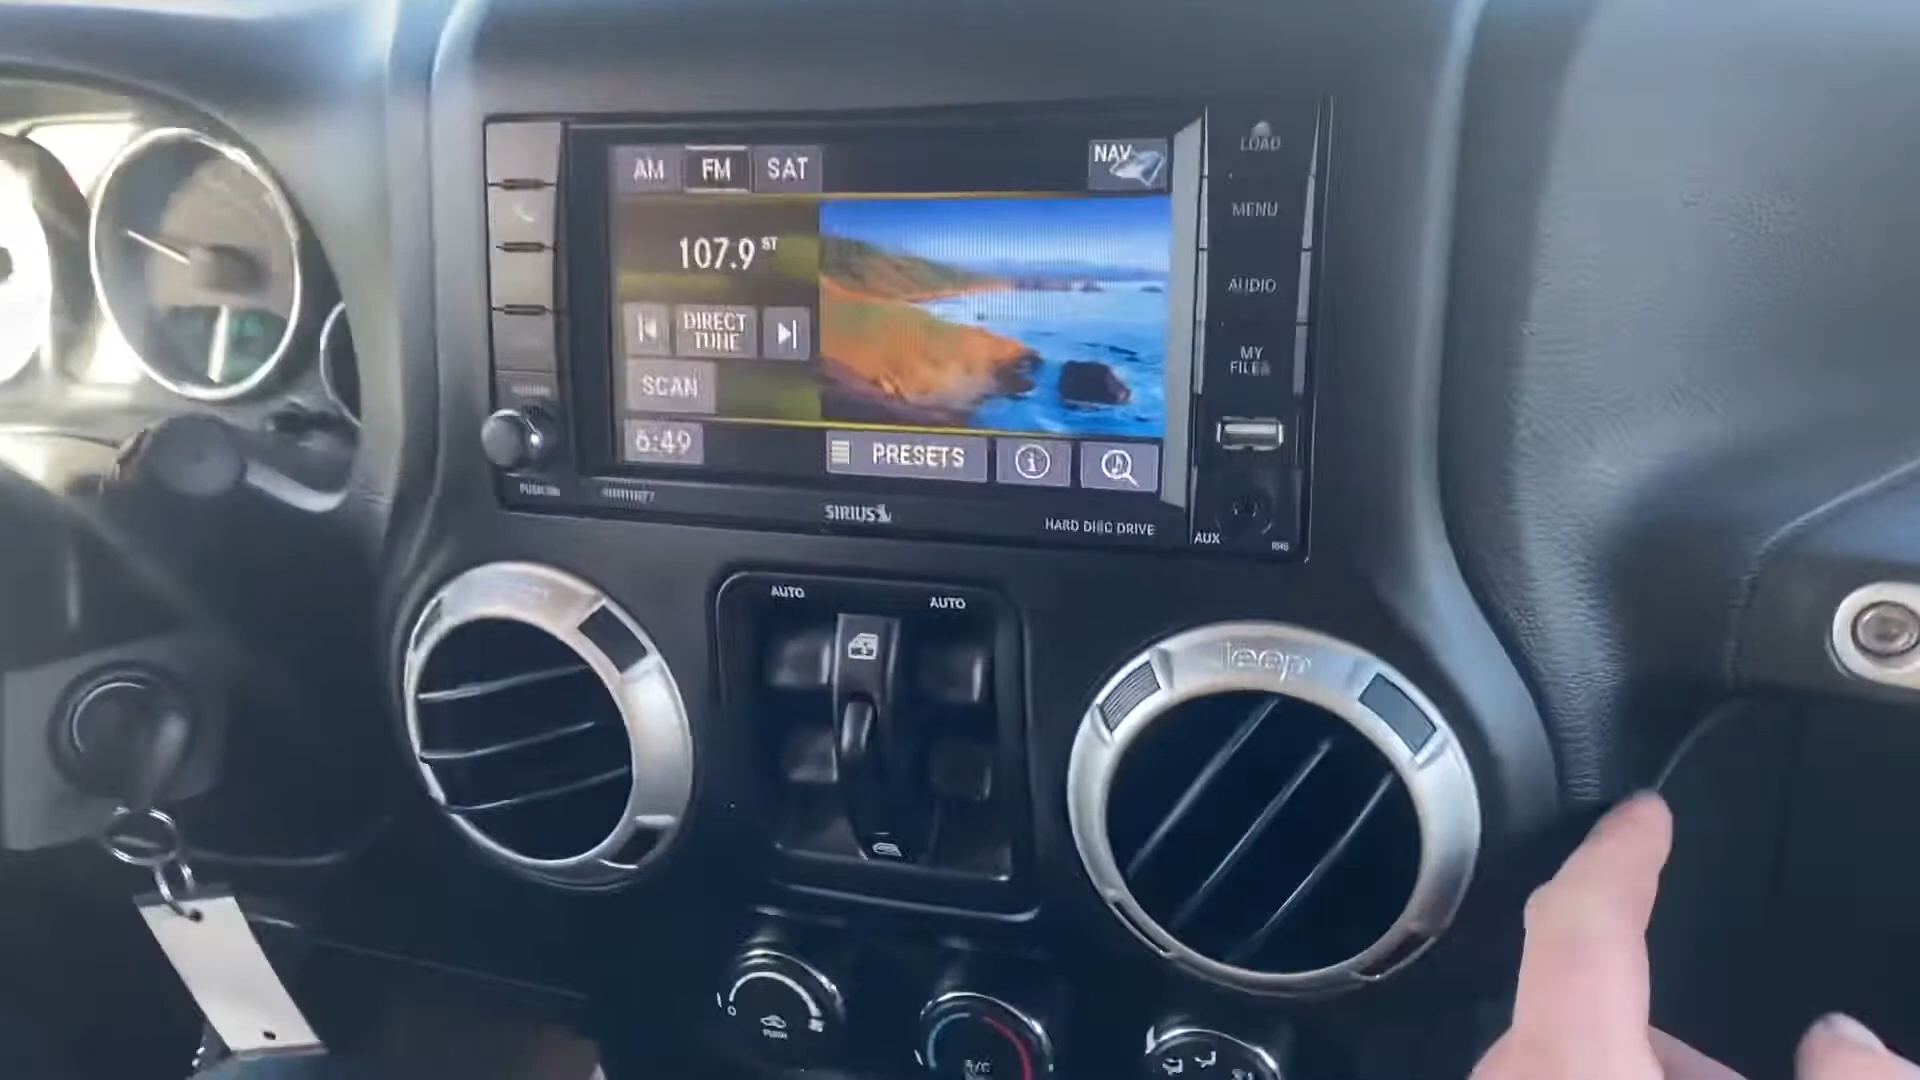 LOAD
AM FM SAT
NAV
MENU
107.9 ST
AUDIO
DIRECT
TUNE
MY
FILES
SCAN
6:49
PRESETS
SIRIUS
HARD DISC DRIVE
AUX
AUTO
AUTO
Jeep
O
PUSH
A/C